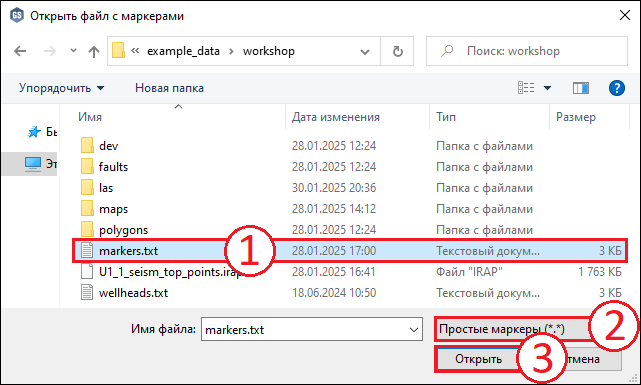 GS Открыть файл с маркерами
example_data workshop Поиск: workshop
Упорядочить Новая папка
Имя Дата изменения Тип Размер
dev 28.01.2025 12:24 Папка с файлами
faults 28.01.2025 12:24 Папка с файлами
las 30.01.2025 20:36 Папка с файлами
maps 28.01.2025 14:12 Папка с файлами
polygons 28.01.2025 12:24 Папка с файлами
markers.txt 1 28.01.2025 17:00 Текстовый докум... 3 КБ
U1_1_seism_top_points.irap 28.01.2025 16:41 Файл "IRAP" 1 763 КБ
wellheads.txt 18.06.2024 10:50 Текстовый докум... 3 КБ
Имя файла: markers.txt Простые маркеры (*.*) 2
Открыть 3